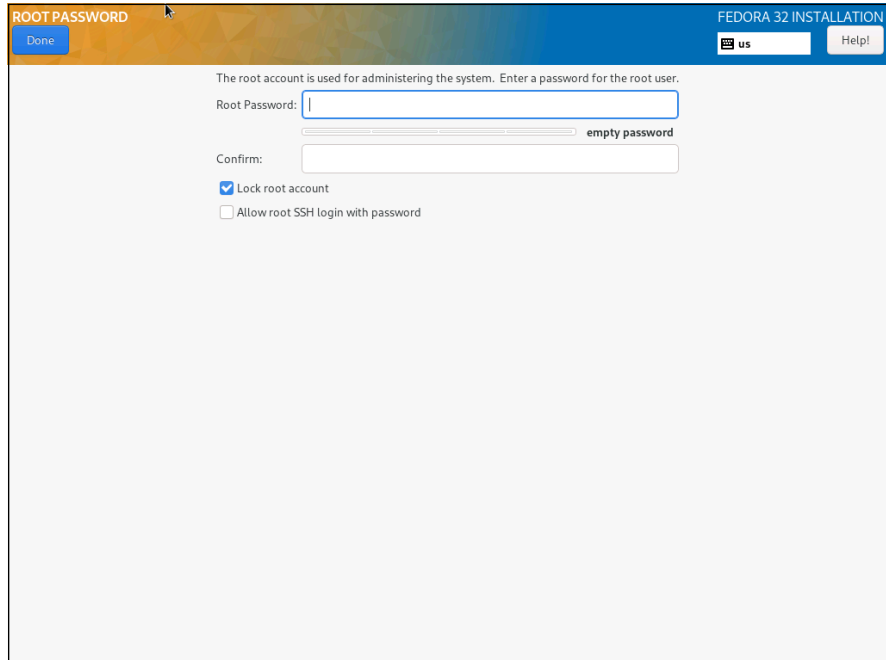 ROOT PASSWORD
FEDORA 32 INSTALLATION
Done
us
Help!
The root account is used for administering the system. Enter a password for the root user.
Root Password:
empty password
Confirm:
Lock root account
Allow root SSH login with password